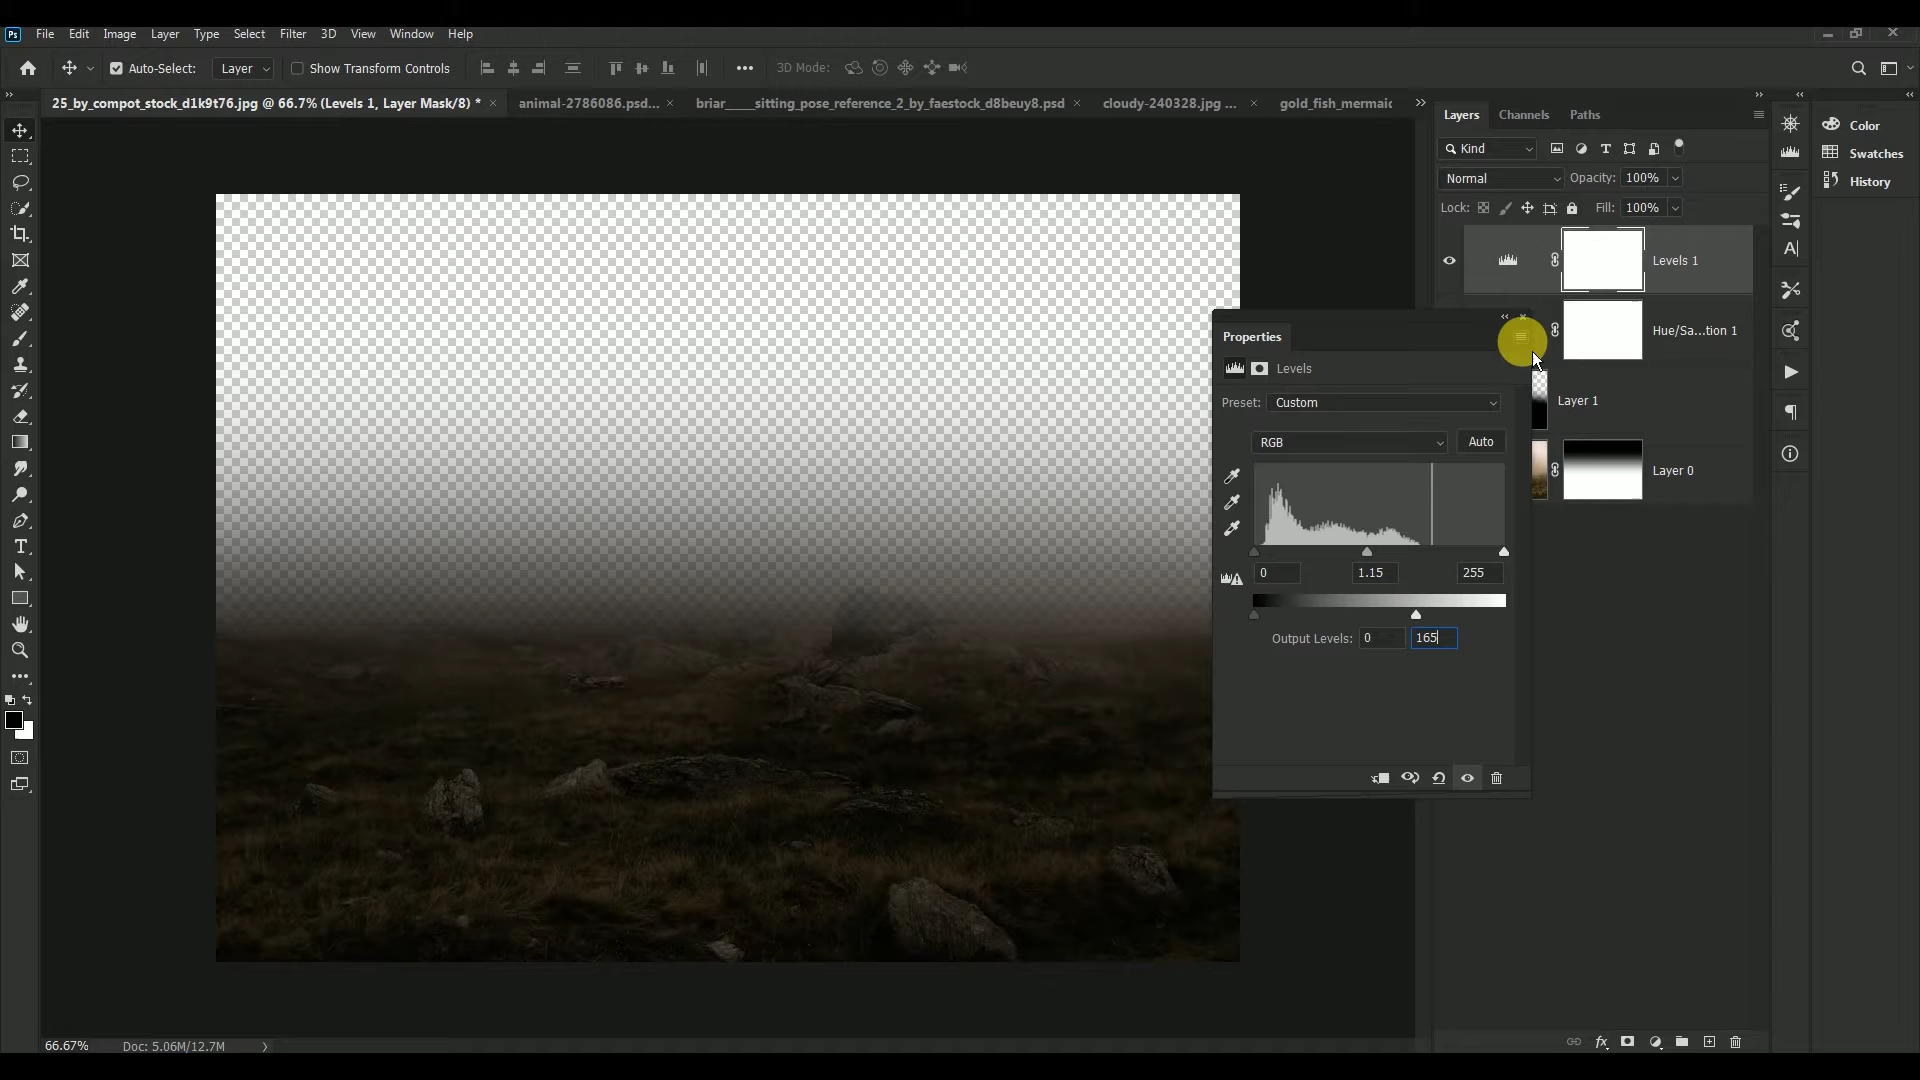 Ps File Edit Image Layer Type Select Filter 3D View Window Help
Auto-Select: Layer Show Transform Controls 3D Mode:
25_by_compot_stock_d1k9t76.jpg @ 66.7% (Levels 1, Layer Mask/8) * animal-2786086.psd... briar_____sitting_pose_reference_2_by_faestock_d8beuy8.psd cloudy-240328.jpg ... gold_fish_mermaid
Layers Channels Paths
Color
Kind
Swatches
Normal Opacity: 100%
History
Lock: Fill: 100%
Levels 1
Hue/Sa...tion 1
Properties
Levels
Layer 1
Preset: Custom
RGB Auto
Layer 0
0 1.15 255
Output Levels: 0 165
66.67% Doc: 5.06M/12.7M